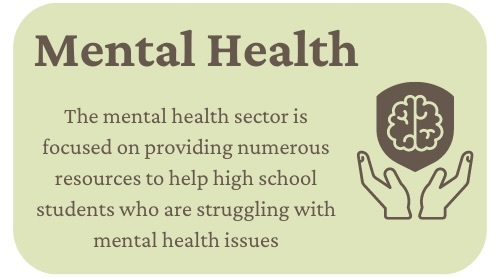 Mental Health
The mental health sector is
focused on providing numerous
resources to help high school
students who are struggling with
mental health issues